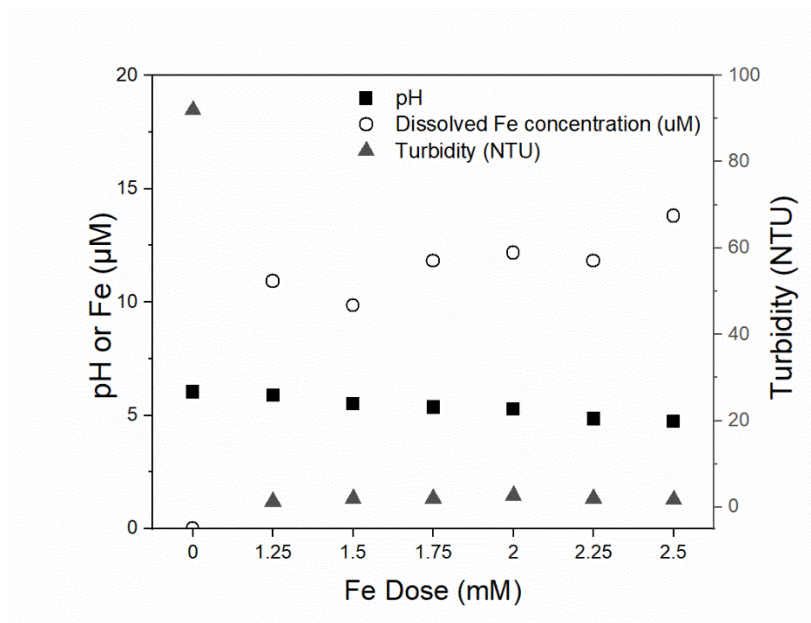 20
15
10
5
0
pH or Fe (µM)
pH
Dissolved Fe concentration (uM)
Turbidity (NTU)
100
80
60
40
20
0
Turbidity (NTU)
0 1.25 1.5 1.75 2 2.25 2.5
Fe Dose (mM)